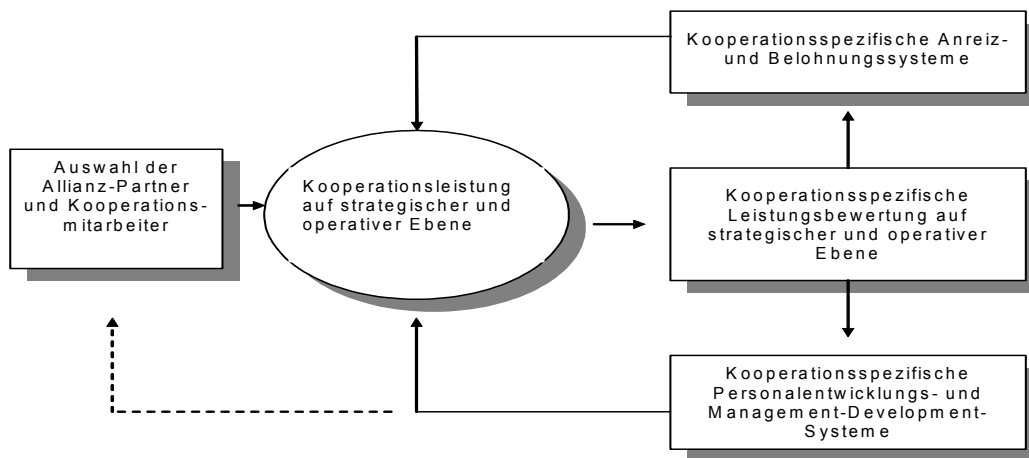 Kooperationsspezifische Anreiz-
und Belohnungssysteme
Auswahl der
Allianz-Partner
und Kooperations-
mitarbeiter
Kooperationsleistung
auf strategischer und
operativer Ebene
Kooperationsspezifische
Leistungsbewertung auf
strategischer und operativer
Ebene
Kooperationsspezifische
Personalentwicklungs- und
Management-Development-
Systeme